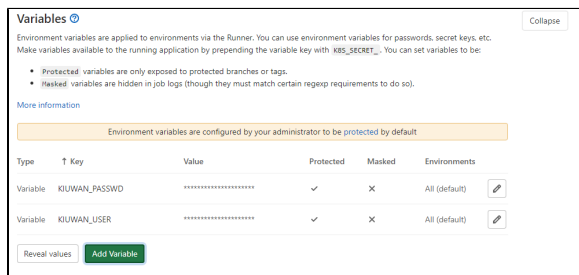 Variables
Collapse
Environment variables are applied to environments via the Runner. You can use environment variables for passwords, secret keys, etc.
Make variables available to the running application by prepending the variable key with K8S_SECRET_. You can set variables to be:
• Protected variables are only exposed to protected branches or tags.
• Masked variables are hidden in job logs (though they must match certain regexp requirements to do so).
More information
Environment variables are configured by your administrator to be protected by default
Type ↑ Key Value Protected Masked Environments
Variable KIUWAN_PASSWD ********************* ✓ ✕ All (default)
Variable KIUWAN_USER ********************* ✓ ✕ All (default)
Reveal values Add Variable